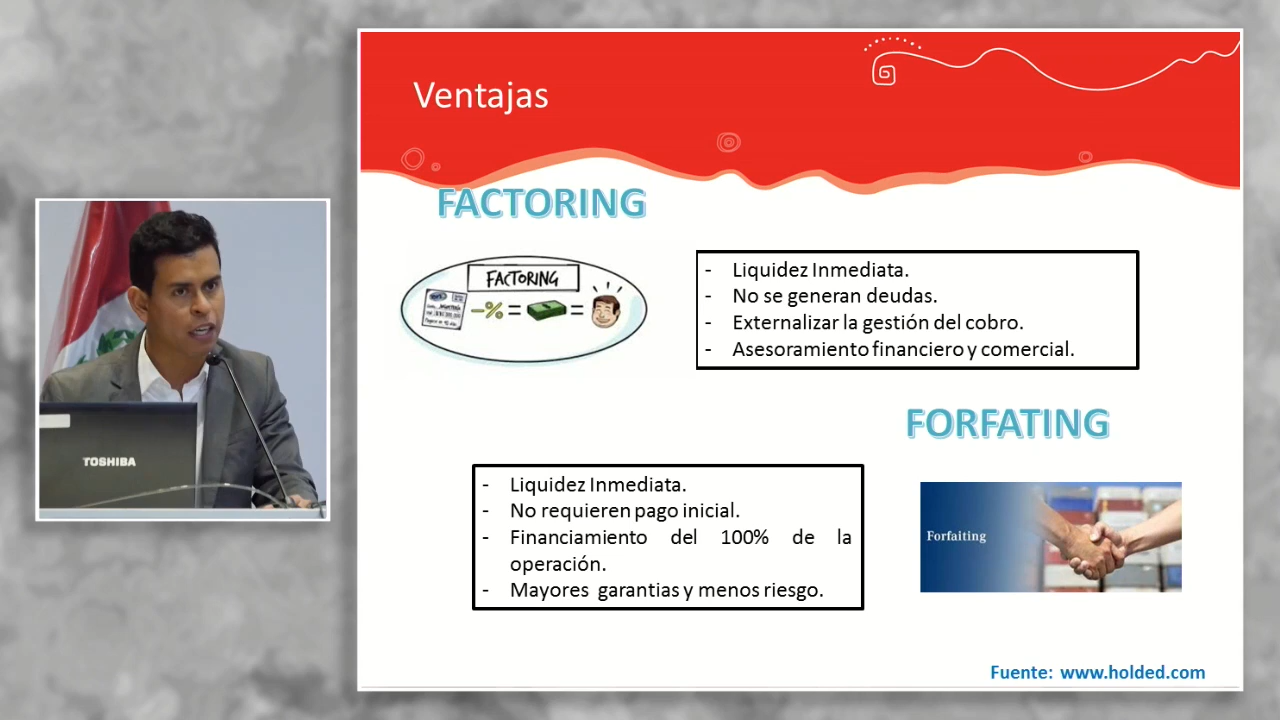 Ventajas
FACTORING
FACTORING
-% = =
- Liquidez Inmediata.
- No se generan deudas.
- Externalizar la gestión del cobro.
- Asesoramiento financiero y comercial.
FORFATING
- Liquidez Inmediata.
- No requieren pago inicial.
- Financiamiento del 100% de la
operación.
- Mayores garantias y menos riesgo.
Forfaiting
TOSHIBA
Fuente: www.holded.com